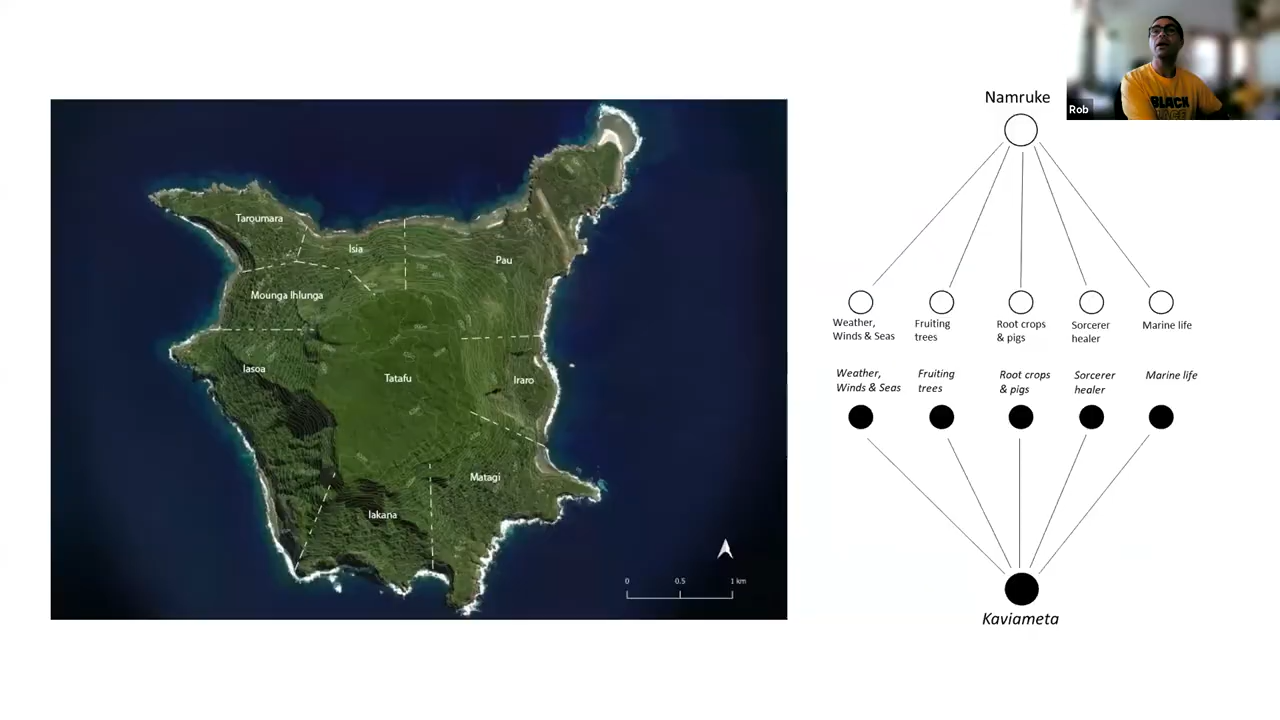 Taroumara
Isia
Pau
Mounga Ihlunga
Iasoa
Tatafu
Iraro
Matagi
Iakana
0 0.5 1 km
Namruke
Weather,
Winds & Seas
Fruiting
trees
Root crops
& pigs
Sorcerer
healer
Marine life
Weather,
Winds & Seas
Fruiting
trees
Root crops
& pigs
Sorcerer
healer
Marine life
Kaviameta
Rob
BLACK